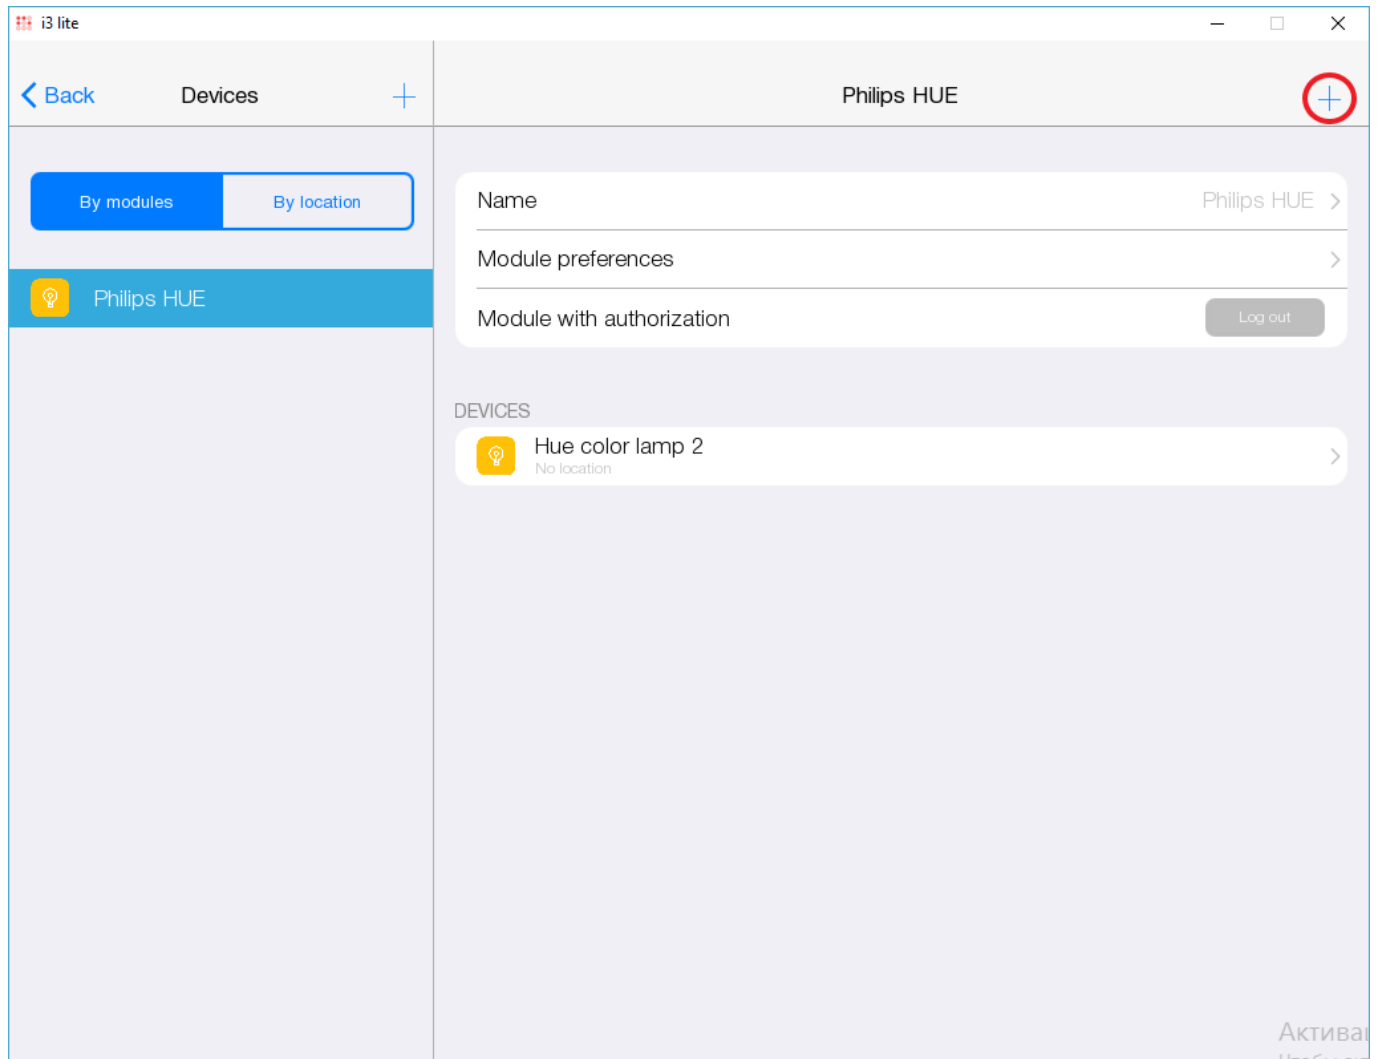 i3 lite
Back
Devices
Philips HUE
By modules
By location
Philips HUE
Name
Philips HUE
Module preferences
Module with authorization
Log out
DEVICES
Hue color lamp 2
No location